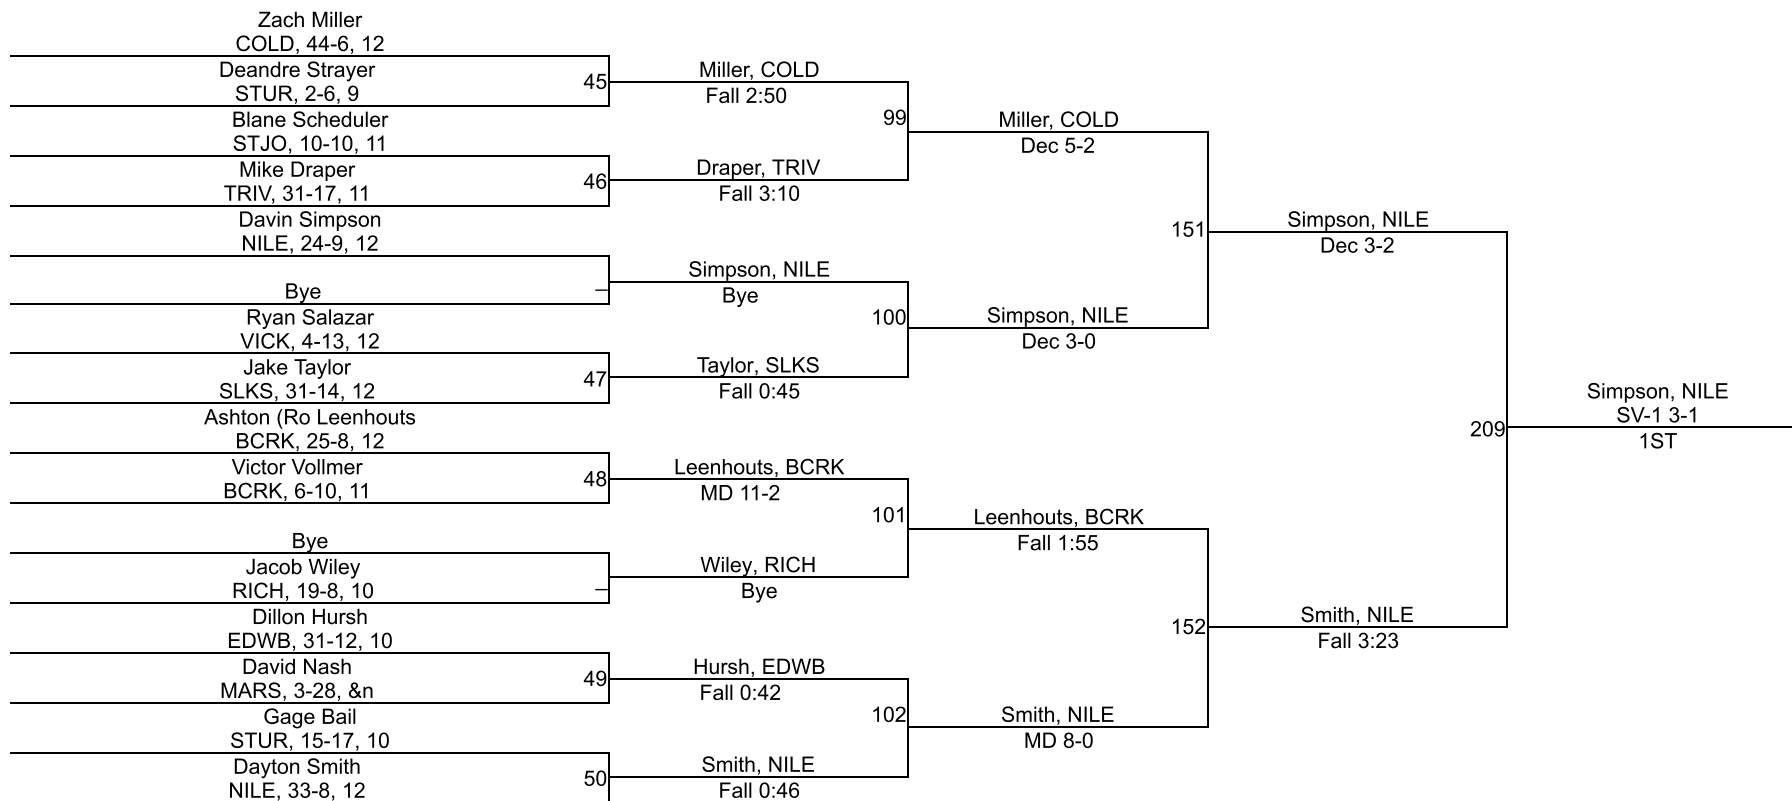 Zach Miller
COLD, 44-6, 12
Deandre Strayer
STUR, 2-6, 9
45
Blane Scheduler
STJO, 10-10, 11
Mike Draper
TRIV, 31-17, 11
46
Davin Simpson
NILE, 24-9, 12
Bye
–
Ryan Salazar
VICK, 4-13, 12
Jake Taylor
SLKS, 31-14, 12
47
Ashton (Ro Leenhouts
BCRK, 25-8, 12
Victor Vollmer
BCRK, 6-10, 11
48
Bye
Jacob Wiley
RICH, 19-8, 10
–
Dillon Hursh
EDWB, 31-12, 10
David Nash
MARS, 3-28, &n
49
Gage Bail
STUR, 15-17, 10
Dayton Smith
NILE, 33-8, 12
50
Miller, COLD
Fall 2:50
99
Draper, TRIV
Fall 3:10
Simpson, NILE
Bye
100
Taylor, SLKS
Fall 0:45
Leenhouts, BCRK
MD 11-2
101
Wiley, RICH
Bye
Hursh, EDWB
Fall 0:42
102
Smith, NILE
Fall 0:46
Miller, COLD
Dec 5-2
151
Simpson, NILE
Dec 3-0
Leenhouts, BCRK
Fall 1:55
152
Smith, NILE
MD 8-0
Simpson, NILE
Dec 3-2
209
Smith, NILE
Fall 3:23
Simpson, NILE
SV-1 3-1
1ST